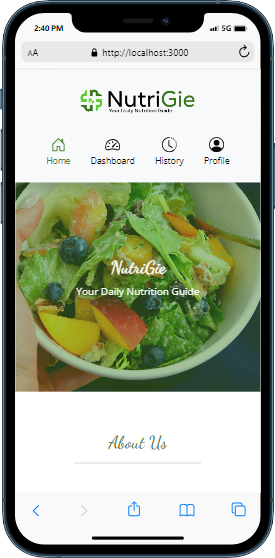 2:40 PM 5G
AA http://localhost:3000
NutriGie
Your Daily Nutrition Guide
Home Dashboard History Profile
NutriGie
Your Daily Nutrition Guide
About Us